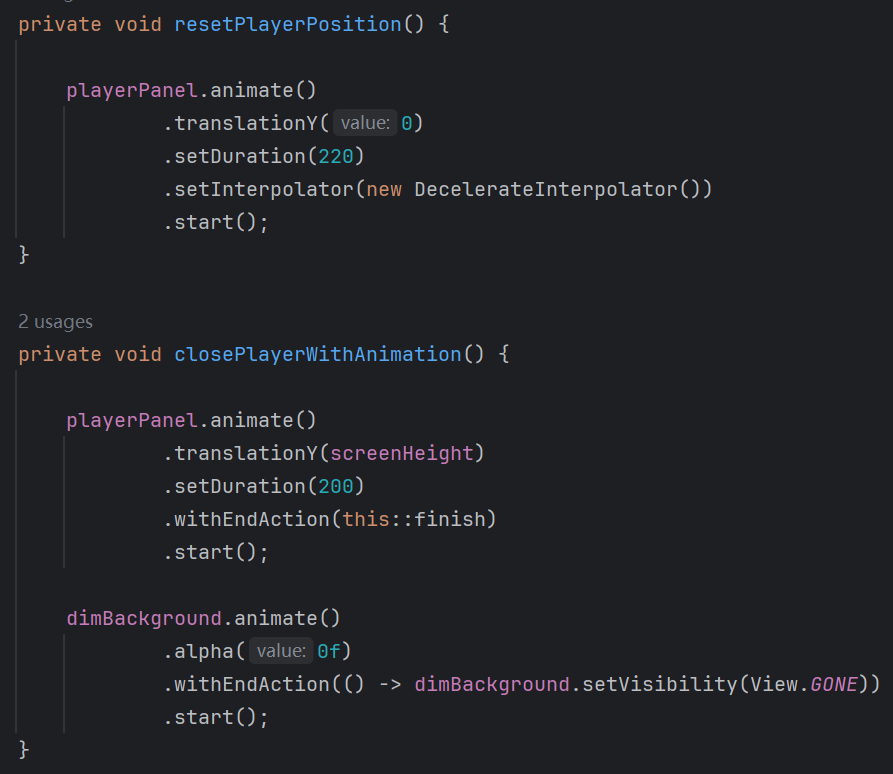 private void resetPlayerPosition() {
playerPanel.animate()
.translationY( value: 0)
.setDuration(220)
.setInterpolator(new DecelerateInterpolator())
.start();
}
2 usages
private void closePlayerWithAnimation() {
playerPanel.animate()
.translationY(screenHeight)
.setDuration(200)
.withEndAction(this::finish)
.start();
dimBackground.animate()
.alpha( value: 0f)
.withEndAction(() -> dimBackground.setVisibility(View.GONE))
.start();
}